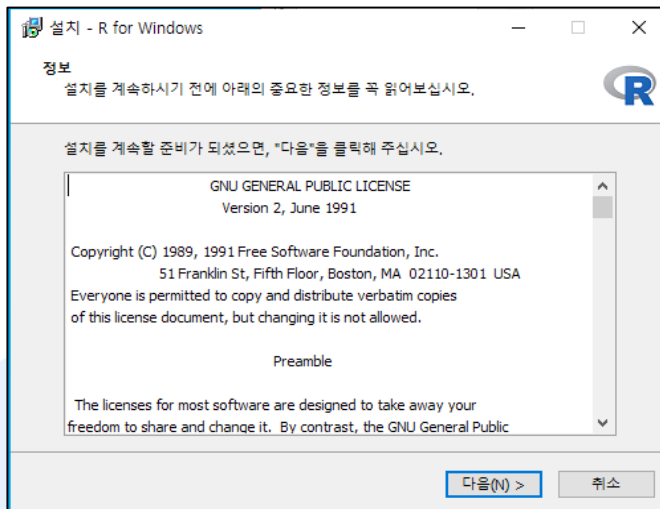 설치 - R for Windows
정보
설치를 계속하시기 전에 아래의 중요한 정보를 꼭 읽어보십시오.
R
설치를 계속할 준비가 되셨으면, "다음"을 클릭해 주십시오.
GNU GENERAL PUBLIC LICENSE
Version 2, June 1991
Copyright (C) 1989, 1991 Free Software Foundation, Inc.
51 Franklin St, Fifth Floor, Boston, MA 02110-1301 USA
Everyone is permitted to copy and distribute verbatim copies
of this license document, but changing it is not allowed.
Preamble
The licenses for most software are designed to take away your
freedom to share and change it. By contrast, the GNU General Public
다음(N) >
취소